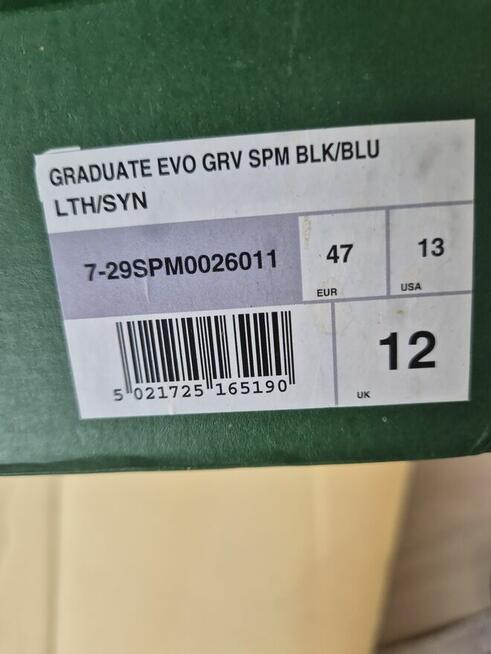 GRADUATE EVO GRV SPM BLK/BLU
LTH/SYN
7-29SPM0026011
47
EUR
13
USA
5 021725 165190
12
UK